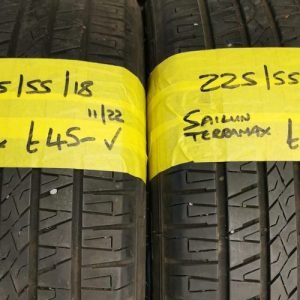 5/55/18
11/22
£45-✓
225/55
SAILUN
TERRAMAX £